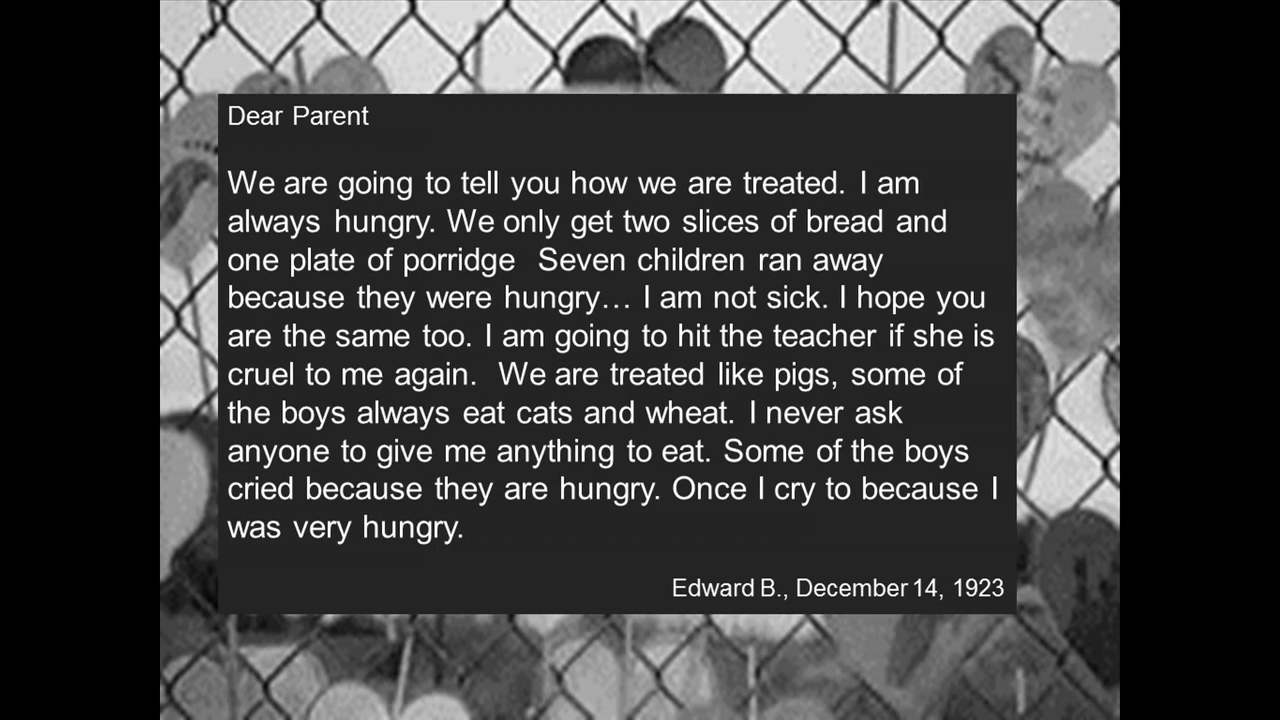 Dear Parent
We are going to tell you how we are treated. I am
always hungry. We only get two slices of bread and
one plate of porridge  Seven children ran away
because they were hungry… I am not sick. I hope you
are the same too. I am going to hit the teacher if she is
cruel to me again.  We are treated like pigs, some of
the boys always eat cats and wheat. I never ask
anyone to give me anything to eat. Some of the boys
cried because they are hungry. Once I cry to because I
was very hungry.
Edward B., December 14, 1923